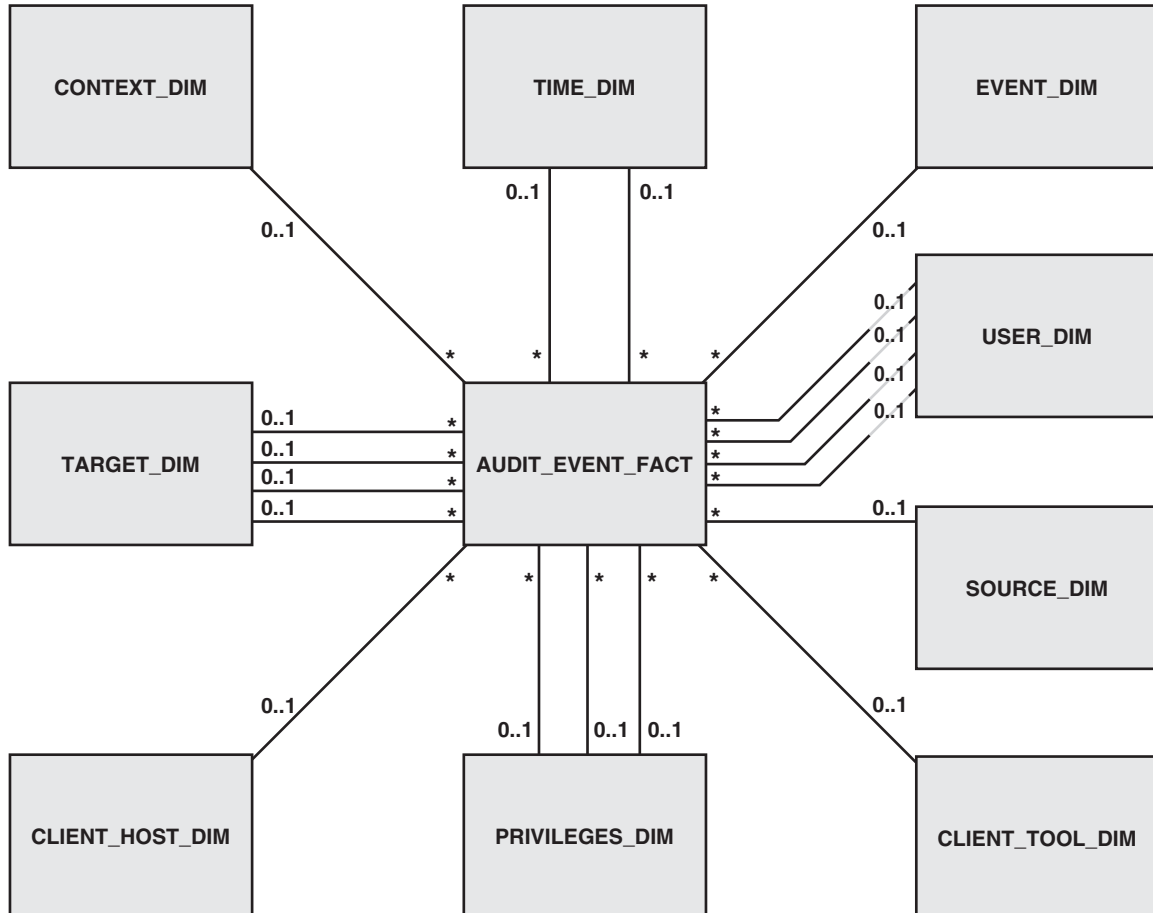 CONTEXT_DIM
TIME_DIM
EVENT_DIM
0..1 0..1
0..1 0..1
0..1
USER_DIM
0..1
0..1
0..1
* * * *
*
*
*
*
0..1 *
0..1 *
0..1 *
0..1 *
TARGET_DIM
AUDIT_EVENT_FACT
* 0..1
SOURCE_DIM
* * * * *
0..1 0..1
0..1 0..1 0..1
CLIENT_HOST_DIM
PRIVILEGES_DIM
CLIENT_TOOL_DIM